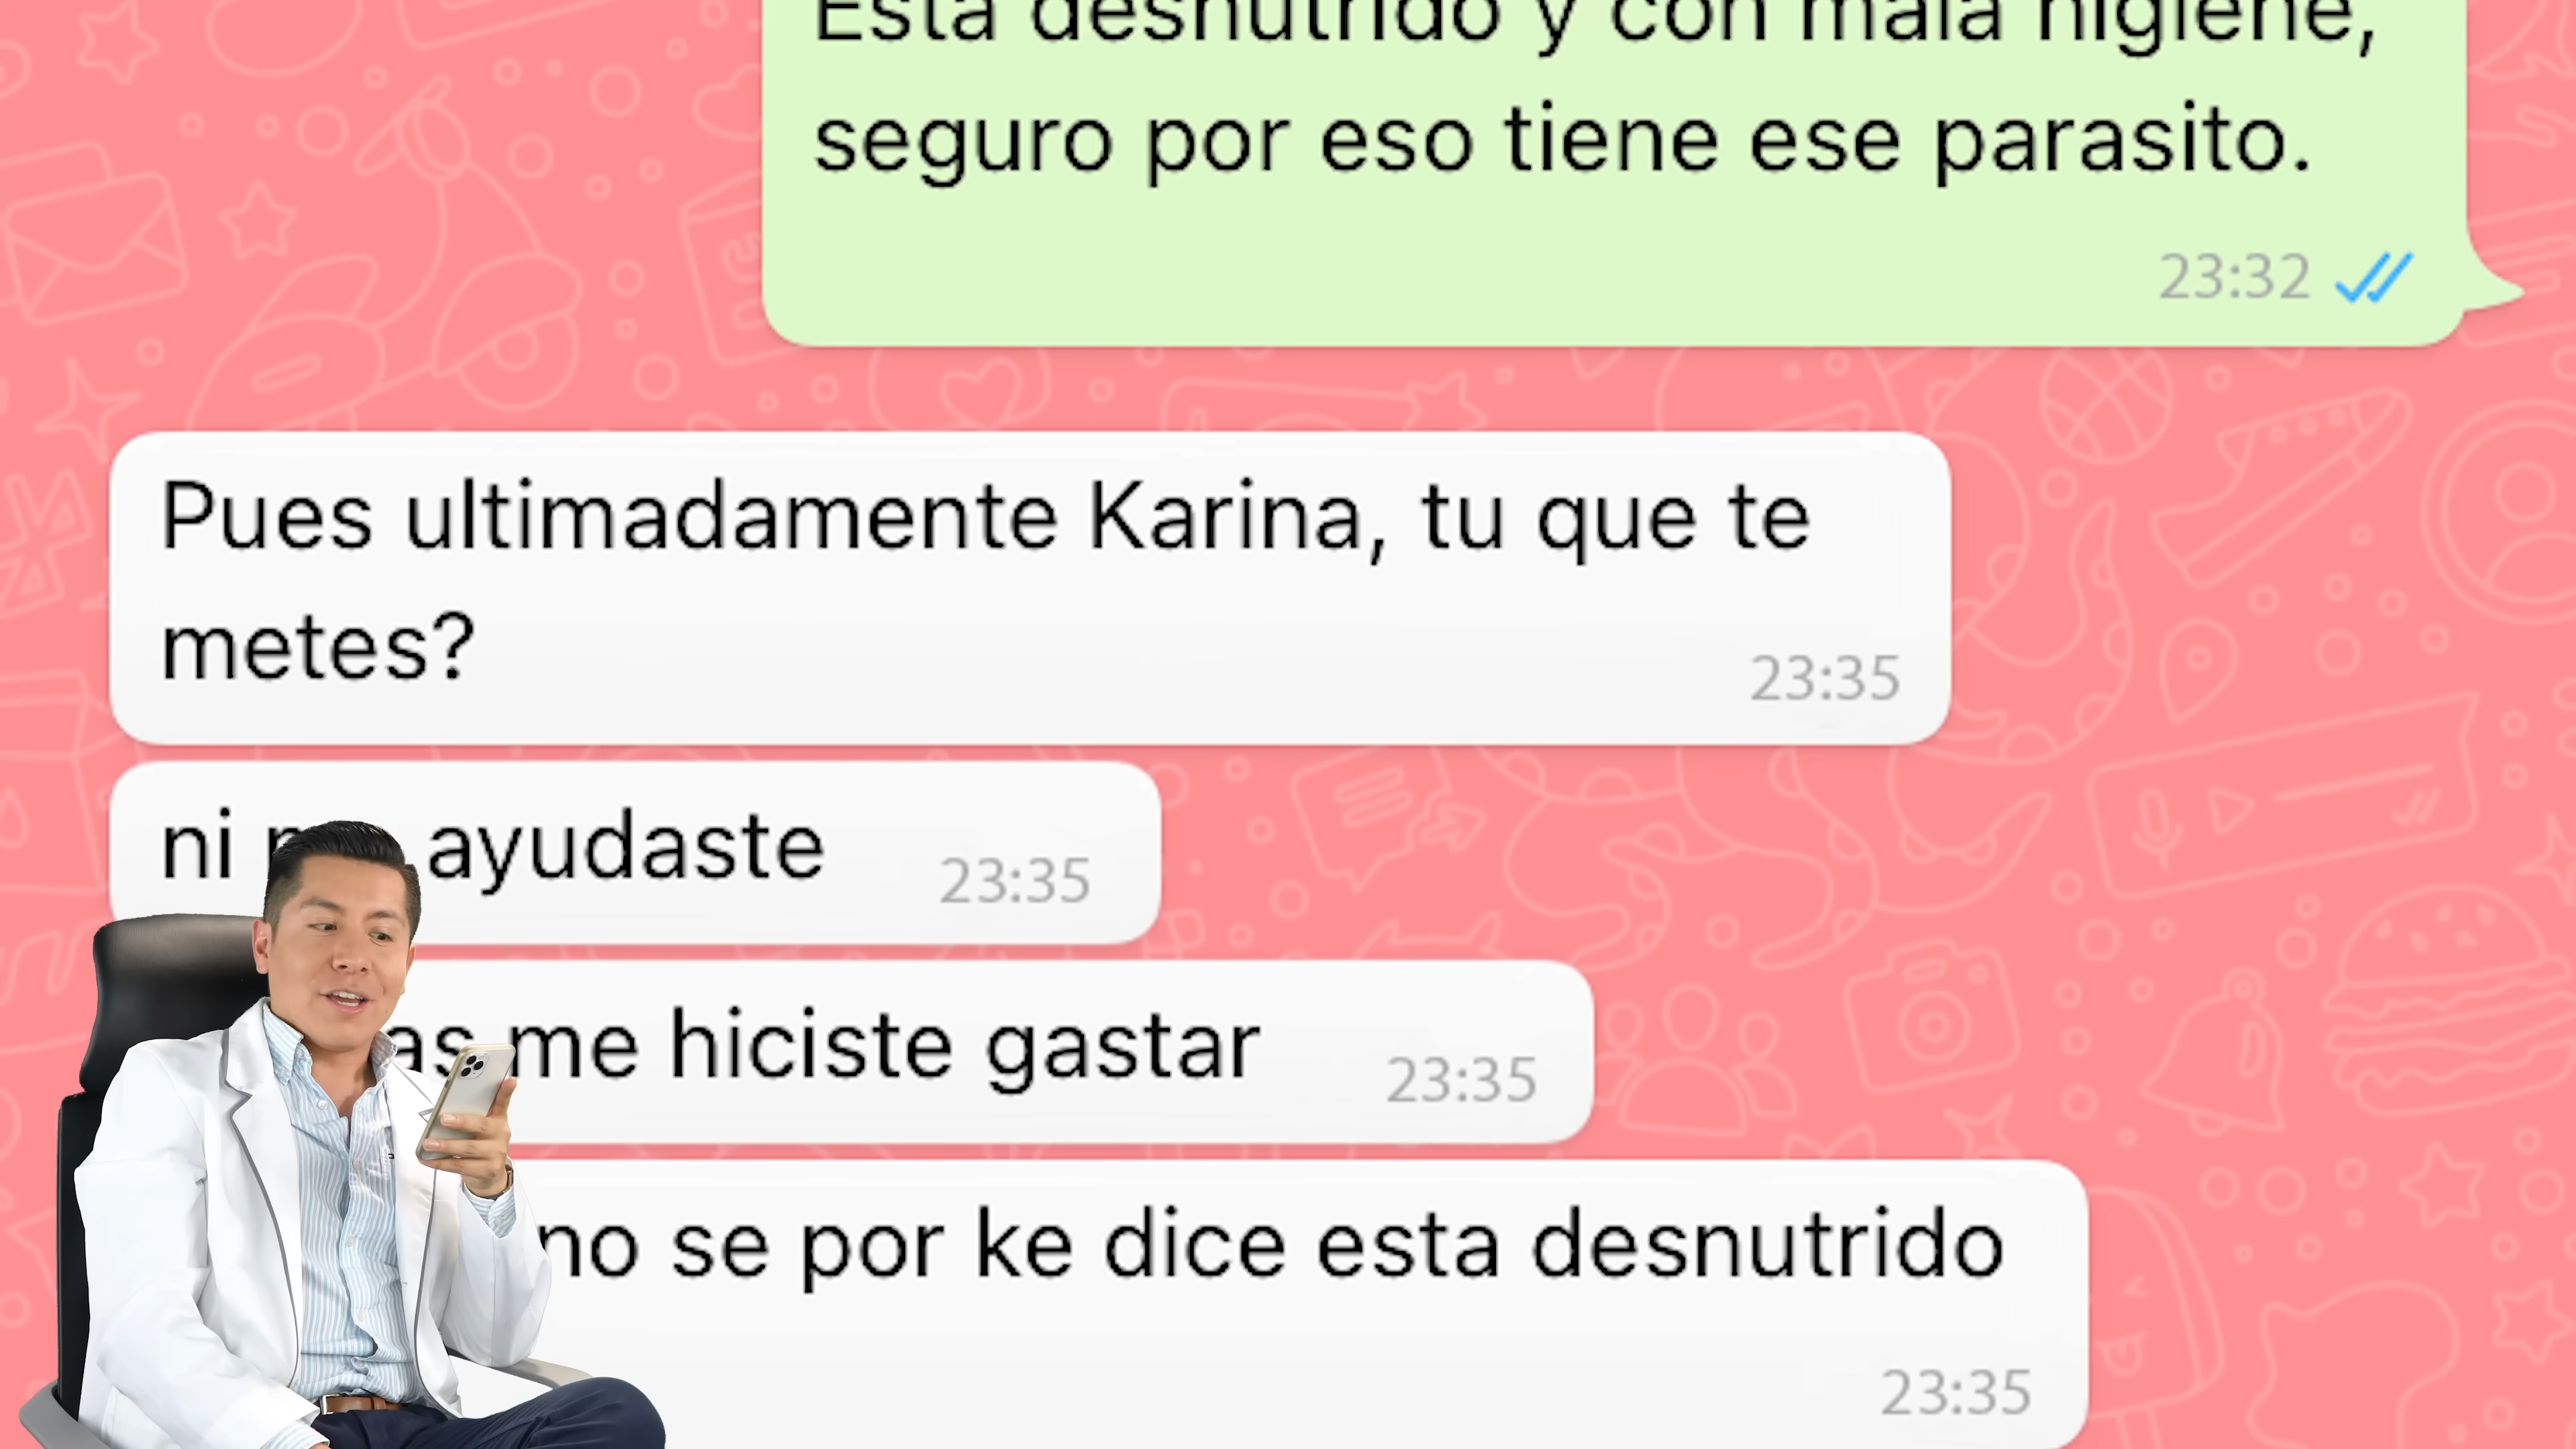 Esta desnutrido y con mala higiene,
seguro por eso tiene ese parasito.
23:32
Pues ultimadamente Karina, tu que te
metes?
23:35
ni ayudaste 23:35
me hiciste gastar 23:35
no se por ke dice esta desnutrido
23:35